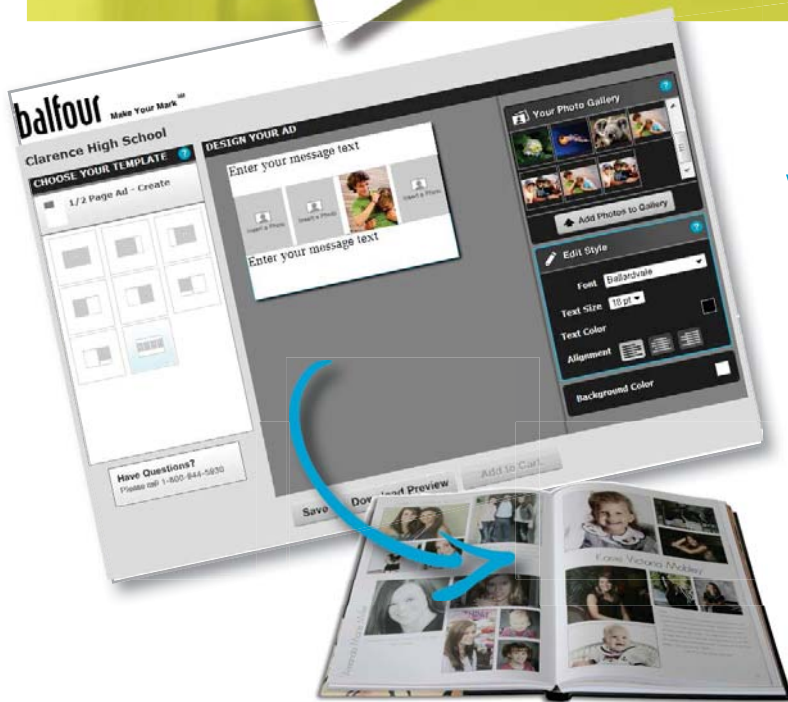 balfour Make Your Mark SM
Clarence High School
CHOOSE YOUR TEMPLATE ?
1/2 Page Ad - Create
Have Questions?
Please call 1-800-944-5930
DESIGN YOUR AD
Enter your message text
Insert a Photo
Insert a Photo
Insert a Photo
Enter your message text
Save
Download Preview
Add to Cart
Your Photo Gallery ?
Add Photos to Gallery
Edit Style ?
Font Ballardvale
Text Size 18 pt
Text Color
Alignment
Background Color